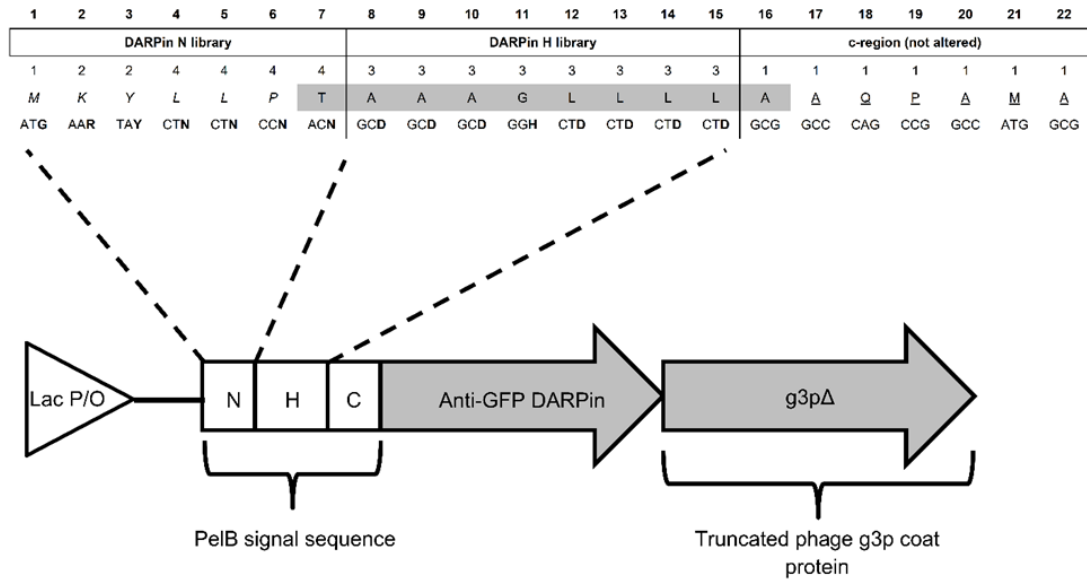 1 2 3 4 5 6 7 8 9 10 11 12 13 14 15 16 17 18 19 20 21 22
DARPin N library DARPin H library c-region (not altered)
1 2 2 4 4 4 4 3 3 3 3 3 3 3 3 1 1 1 1 1 1 1
M K Y L L P T A A A G L L L L A A Q P A M A
ATG AAR TAY CTN CTN CCN ACN GCD GCD GCD GGH CTD CTD CTD CTD GCG GCC CAG CCG GCC ATG GCG
Lac P/O N H C Anti-GFP DARPin g3pΔ
PelB signal sequence Truncated phage g3p coat
protein